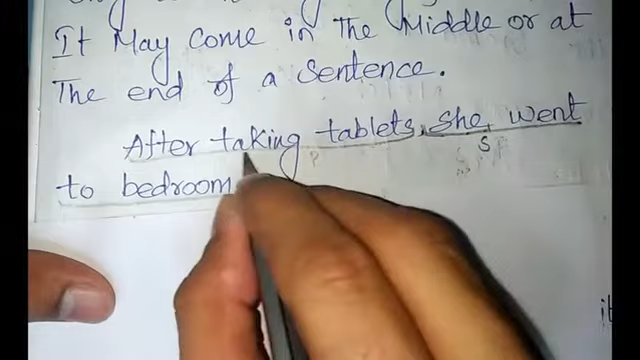 It May Come in The Middle or at
The end of a Sentence.
After taking tablets, she, went
S
to bedroom